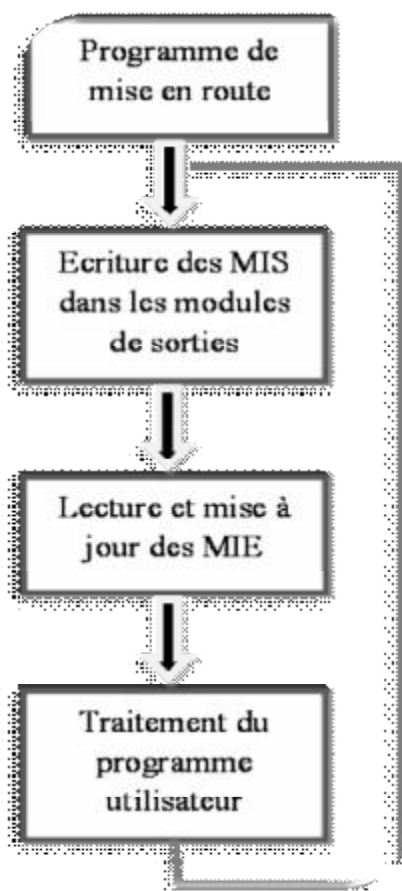 Programme de
mise en route
Ecriture des MIS
dans les modules
de sorties
Lecture et mise à
jour des MIE
Traitement du
programme
utilisateur